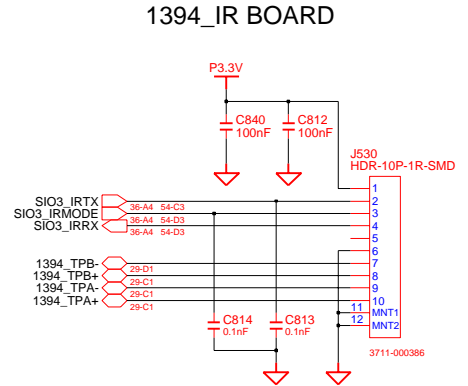 1394_IR BOARD
P3.3V
C840
100nF
C812
100nF
J530
HDR-10P-1R-SMD
1
SIO3_IRTX 36-A4 54-C3 2
SIO3_IRMODE 36-A4 54-D3 3
SIO3_IRRX 36-A4 54-D3 4
5
6
1394_TPB- 29-D1 7
1394_TPB+ 29-C1 8
1394_TPA- 29-C1 9
1394_TPA+ 29-C1 10
11 MNT1
12 MNT2
C814
0.1nF
C813
0.1nF
3711-000386